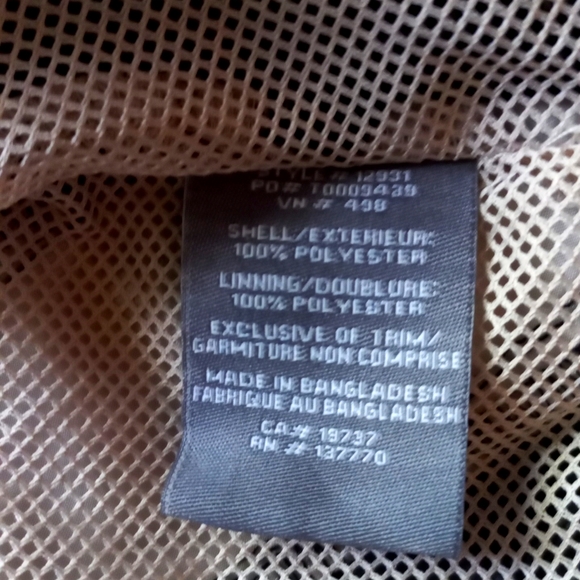 STYLE# 12931
PO# T0009439
VN# 498
SHELL/EXTERIEUR:
100% POLYESTER
LINNING/DOUBLURE:
100% POLYESTER
EXCLUSIVE OF TRIM/
GARMITURE NON COMPRISE
MADE IN BANGLADESH
FABRIQUE AU BANGLADESH
CA# 19737
RN# 137770